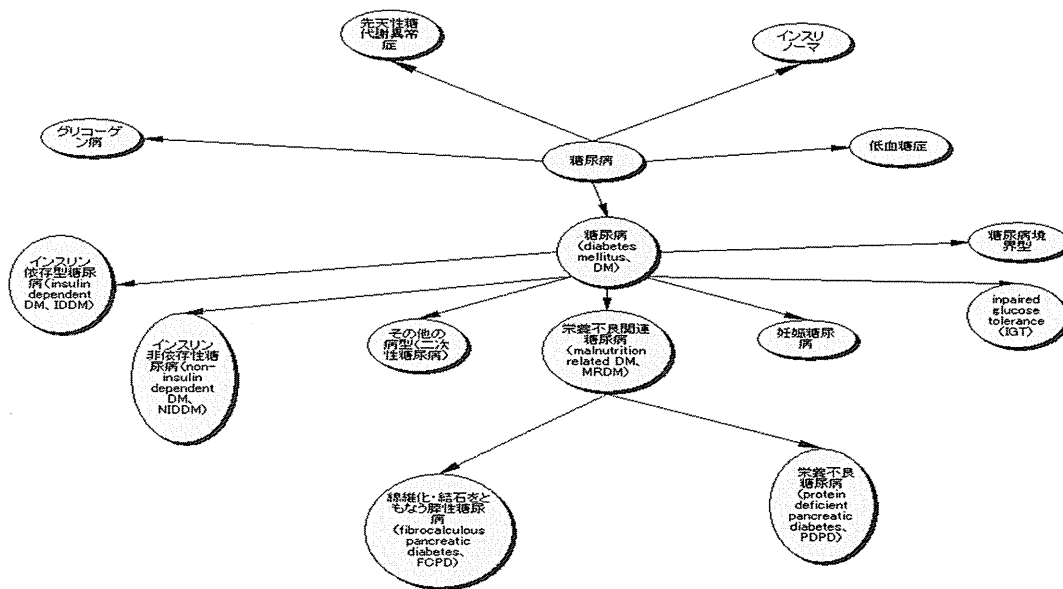 先天性糖
代謝異常
症
インスリ
ノーマ
グリコーゲ
ン病
糖尿病
低血糖症
糖尿病
(diabetes
mellitus、
DM)
糖尿病境
界型
インスリン
依存型糖尿
病(insulin
dependent
DM、IDDM)
inpaired
glucose
tolerance
(IGT)
インスリン
非依存性糖
尿病(non-
insulin
dependent
DM、
NIDDM)
その他の
病型(二次
性糖尿病)
栄養不良関連
糖尿病
(malnutrition
related DM、
MRDM)
妊娠糖尿
病
線維化・結石をと
もなう膵性糖尿
病
(fibrocalculous
pancreatic
diabetes、
FCPD)
栄養不良
糖尿病
(protein
deficient
pancreatic
diabetes、
PDPD)